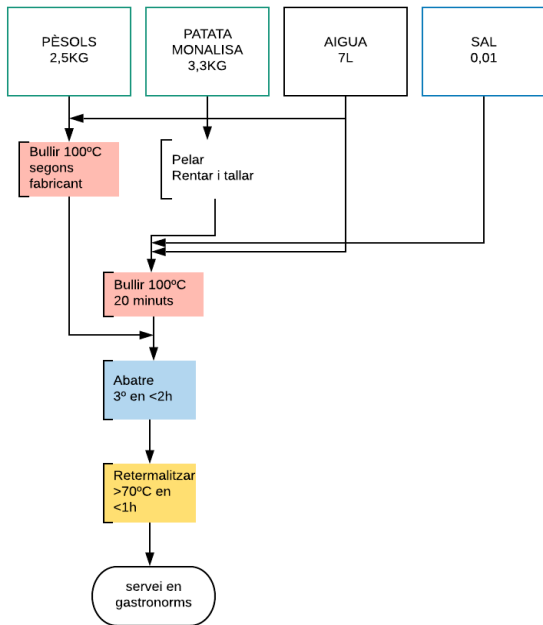 PÈSOLS
2,5KG
PATATA
MONALISA
3,3KG
AIGUA
7L
SAL
0,01
Bullir 100ºC
segons
fabricant
Pelar
Rentar i tallar
Bullir 100ºC
20 minuts
Abatre
3º en <2h
Retermalitzar
>70ºC en
<1h
servei en
gastronorms